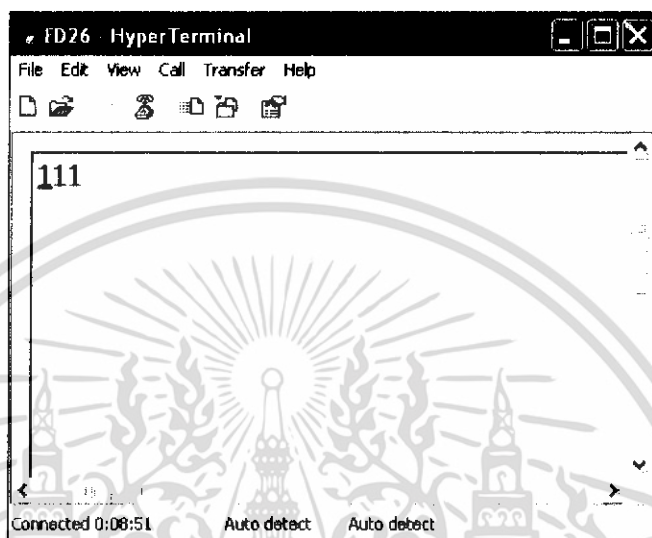 FD26 - HyperTerminal
File Edit View Call Transfer Help
111
Connected 0:08:51 Auto detect Auto detect